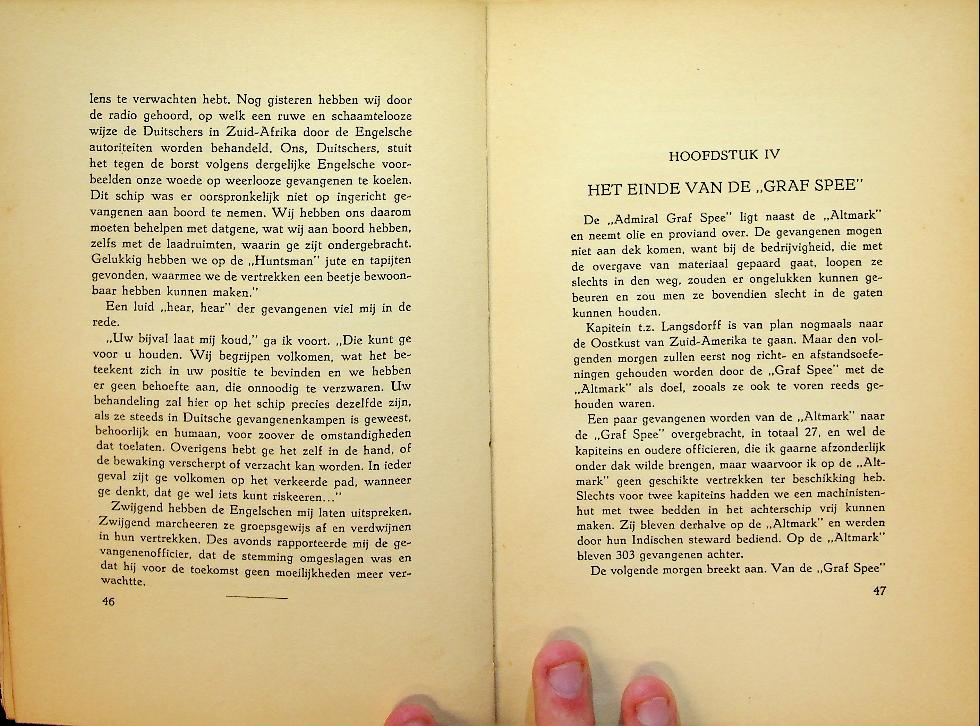 lens te verwachten hebt. Nog gisteren hebben wij door
de radio gehoord, op welk een ruwe en schaamtelooze
wijze de Duitschers in Zuid-Afrika door de Engelsche
autoriteiten worden behandeld. Ons, Duitschers, stuit
het tegen de borst volgens dergelijke Engelsche voor-
beelden onze woede op weerlooze gevangenen te koelen.
Dit schip was er oorspronkelijk niet op ingericht ge-
vangenen aan boord te nemen. Wij hebben ons daarom
moeten behelpen met datgene, wat wij aan boord hebben,
zelfs met de laadruimten, waarin ge zijt ondergebracht.
Gelukkig hebben we op de „Huntsman" jute en tapijten
gevonden, waarmee we de vertrekken een beetje bewoon-
baar hebben kunnen maken."
Een luid „hear, hear" der gevangenen viel mij in de
rede.
„Uw bijval laat mij koud," ga ik voort. „Die kunt ge
voor u houden. Wij begrijpen volkomen, wat het be-
teekent zich in uw positie te bevinden en we hebben
er geen behoefte aan, die onnoodig te verzwaren. Uw
behandeling zal hier op het schip precies dezelfde zijn,
als ze steeds in Duitsche gevangenenkampen is geweest,
behoorlijk en humaan, voor zoover de omstandigheden
dat toelaten. Overigens hebt ge het zelf in de hand, of
de bewaking verscherpt of verzacht kan worden. In ieder
geval zijt ge volkomen op het verkeerde pad, wanneer
ge denkt, dat ge wel iets kunt riskeeren..."
Zwijgend hebben de Engelschen mij laten uitspreken.
Zwijgend marcheeren ze groepsgewijs af en verdwijnen
in hun vertrekken. Des avonds rapporteerde mij de ge-
vangenenofficier, dat de stemming omgeslagen was en
dat hij voor de toekomst geen moeilijkheden meer ver-
wachtte.
46
HOOFDSTUK IV
HET EINDE VAN DE „GRAF SPEE"
De „Admiral Graf Spee" ligt naast de „Altmark"
en neemt olie en proviand over. De gevangenen mogen
niet aan dek komen, want bij de bedrijvigheid, die met
de overgave van materiaal gepaard gaat, loopen ze
slechts in den weg, zouden er ongelukken kunnen ge-
beuren en zou men ze bovendien slecht in de gaten
kunnen houden.
Kapitein t.z. Langsdorff is van plan nogmaals naar
de Oostkust van Zuid-Amerika te gaan. Maar den vol-
genden morgen zullen eerst nog richt- en afstandsoefe-
ningen gehouden worden door de „Graf Spee" met de
„Altmark" als doel, zooals ze ook te voren reeds ge-
houden waren.
Een paar gevangenen worden van de „Altmark" naar
de „Graf Spee" overgebracht, in totaal 27, en wel de
kapiteins en oudere officieren, die ik gaarne afzonderlijk
onder dak wilde brengen, maar waarvoor ik op de „Alt-
mark" geen geschikte vertrekken ter beschikking heb.
Slechts voor twee kapiteins hadden we een machinisten-
hut met twee bedden in het achterschip vrij kunnen
maken. Zij bleven derhalve op de „Altmark" en werden
door hun Indischen steward bediend. Op de „Altmark"
bleven 303 gevangenen achter.
De volgende morgen breekt aan. Van de „Graf Spee"
47